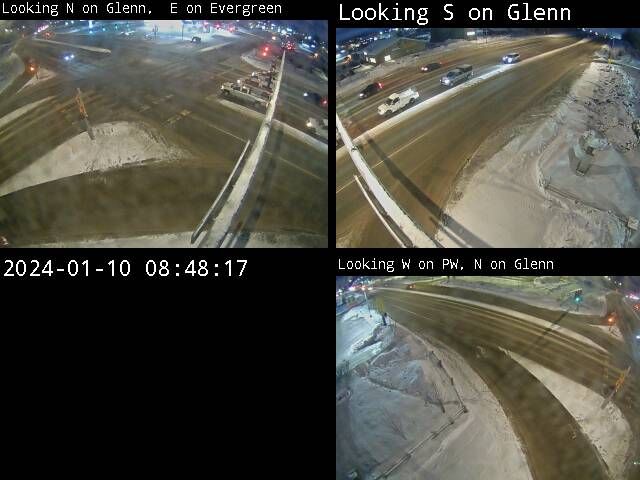 Looking N on Glenn, E on Evergreen
Looking S on Glenn
2024-01-10 08:48:17
Looking W on PW, N on Glenn